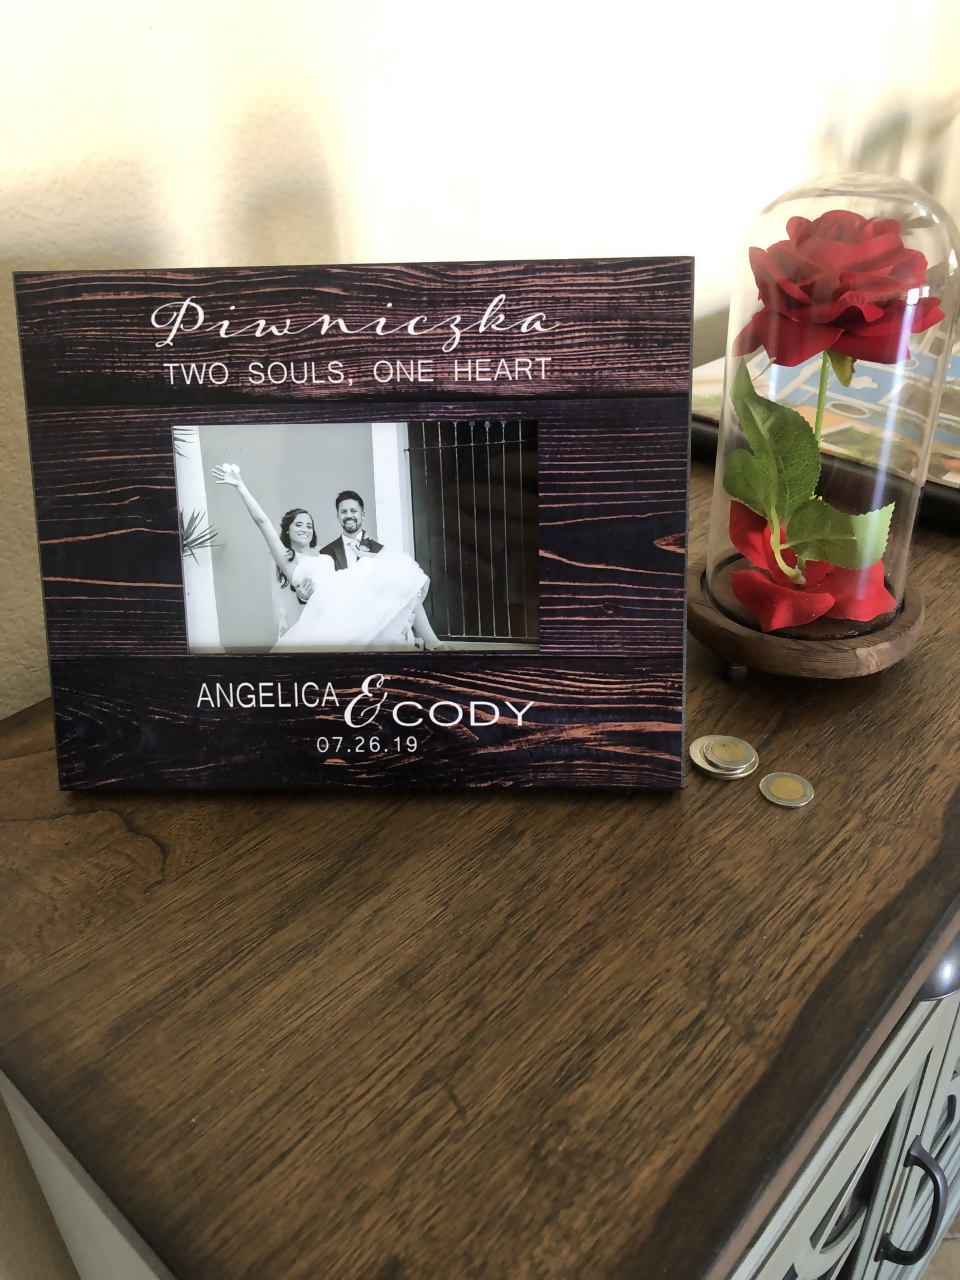 Piwniczka
TWO SOULS, ONE HEART
ANGELICA & CODY
07.26.19